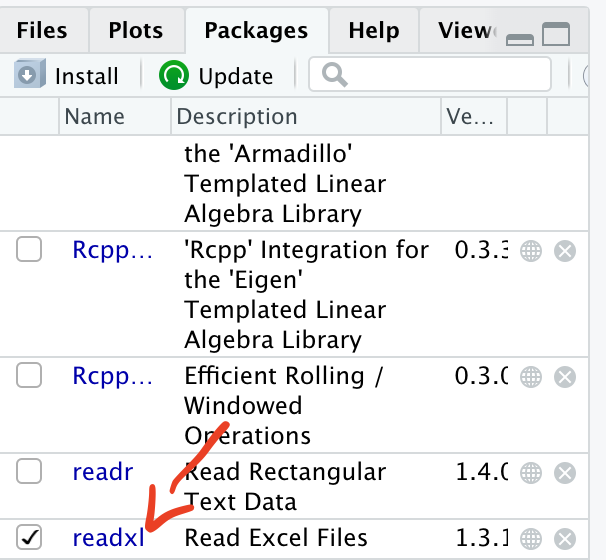 Files Plots Packages Help View
Install Update
Name Description Ve...
the 'Armadillo'
Templated Linear
Algebra Library
Rcpp... 'Rcpp' Integration for 0.3.3
the 'Eigen'
Templated Linear
Algebra Library
Rcpp... Efficient Rolling / 0.3.0
Windowed
Operations
readr Read Rectangular 1.4.0
Text Data
readxl Read Excel Files 1.3.1